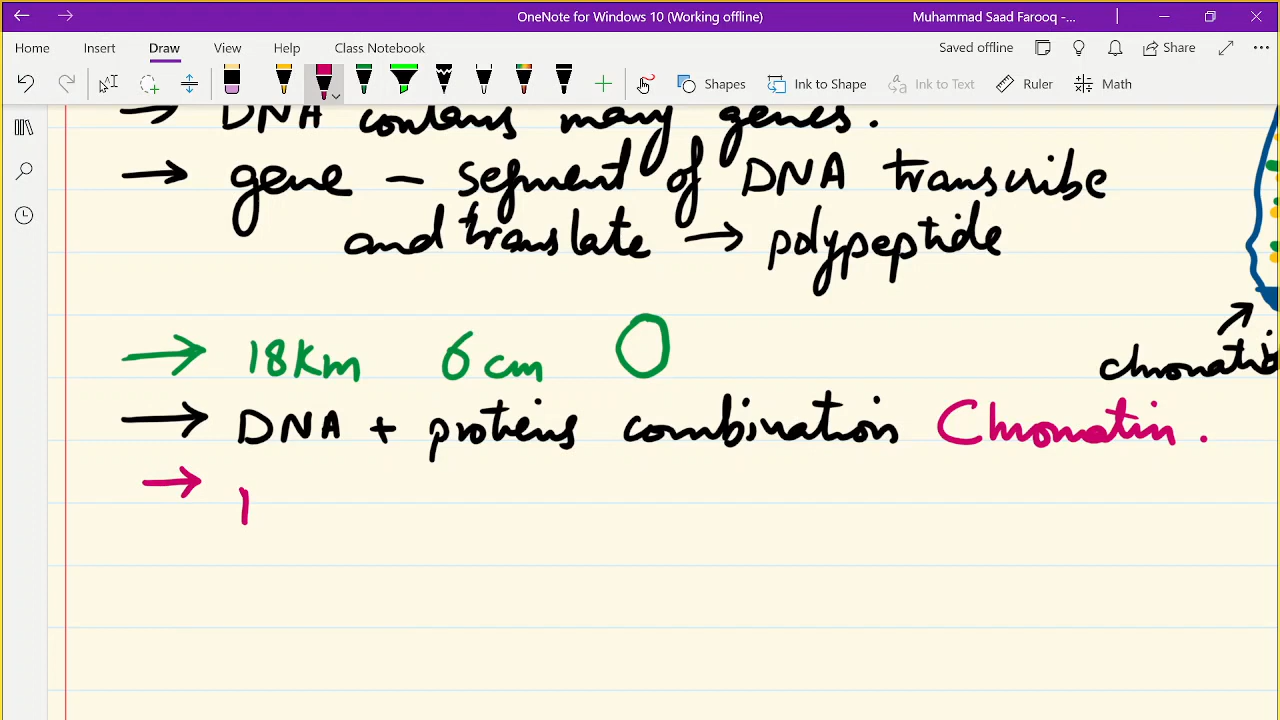 OneNote for Windows 10 (Working offline) Muhammad Saad Farooq -...
Home Insert Draw View Help Class Notebook Saved offline Share
Shapes Ink to Shape Ink to Text Ruler Math
→ DNA contains many genes.
→ gene – segment of DNA transcribe
and translate → polypeptide
→ 18Km 6cm O
chromatid
→ DNA + proteins combination Chromatin.
→ I